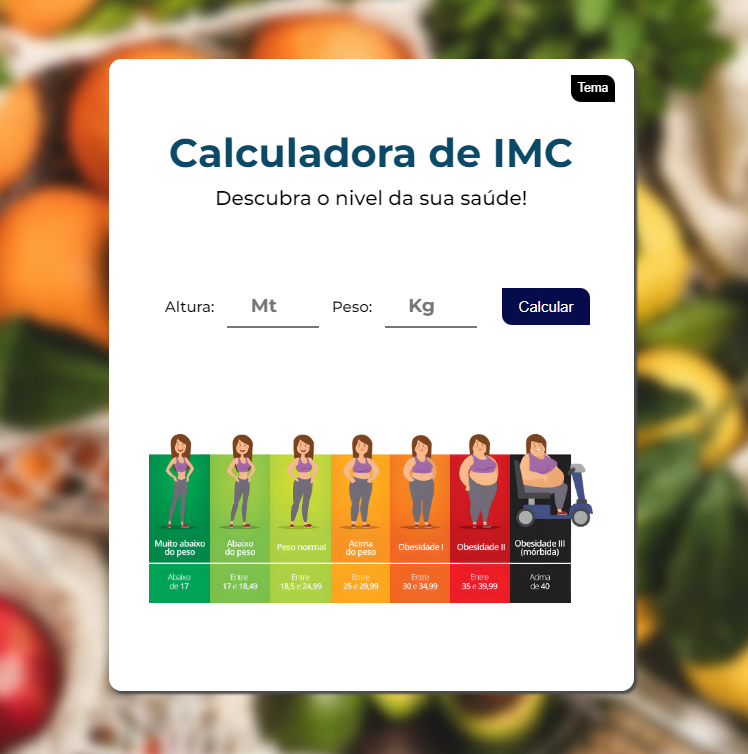 Tema
Calculadora de IMC
Descubra o nivel da sua saúde!
Altura: Mt Peso: Kg Calcular
Muito abaixo do peso
Abaixo do peso
Peso normal
Acima do peso
Obesidade I
Obesidade II
Obesidade III (mórbida)
Abaixo de 17
Entre 17 e 18,49
Entre 18,5 e 24,99
Entre 25 e 29,99
Entre 30 e 34,99
Entre 35 e 39,99
Acima de 40